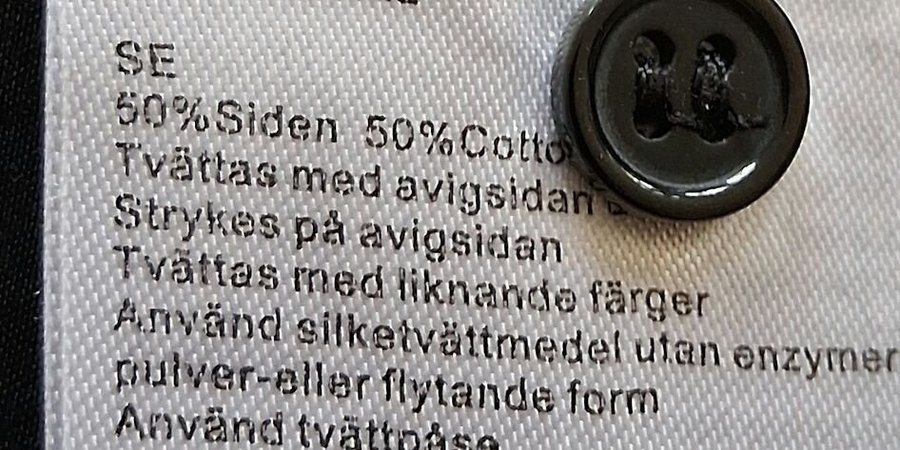 SE
50%Siden 50%Cotto
Tvättas med avigsidan
Strykes på avigsidan
Tvättas med liknande färger
Använd silketvättmedel utan enzymer
pulver-eller flytande form
Använd tvättpåse